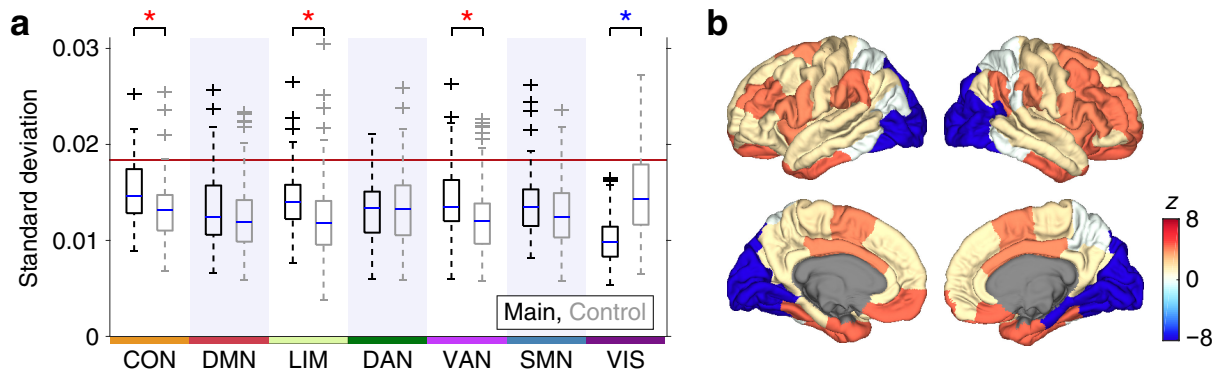 a
* * * *
0.03
0.02
0.01
0
Standard deviation
Main, Control
CON DMN LIM DAN VAN SMN VIS
b
z
8
0
−8